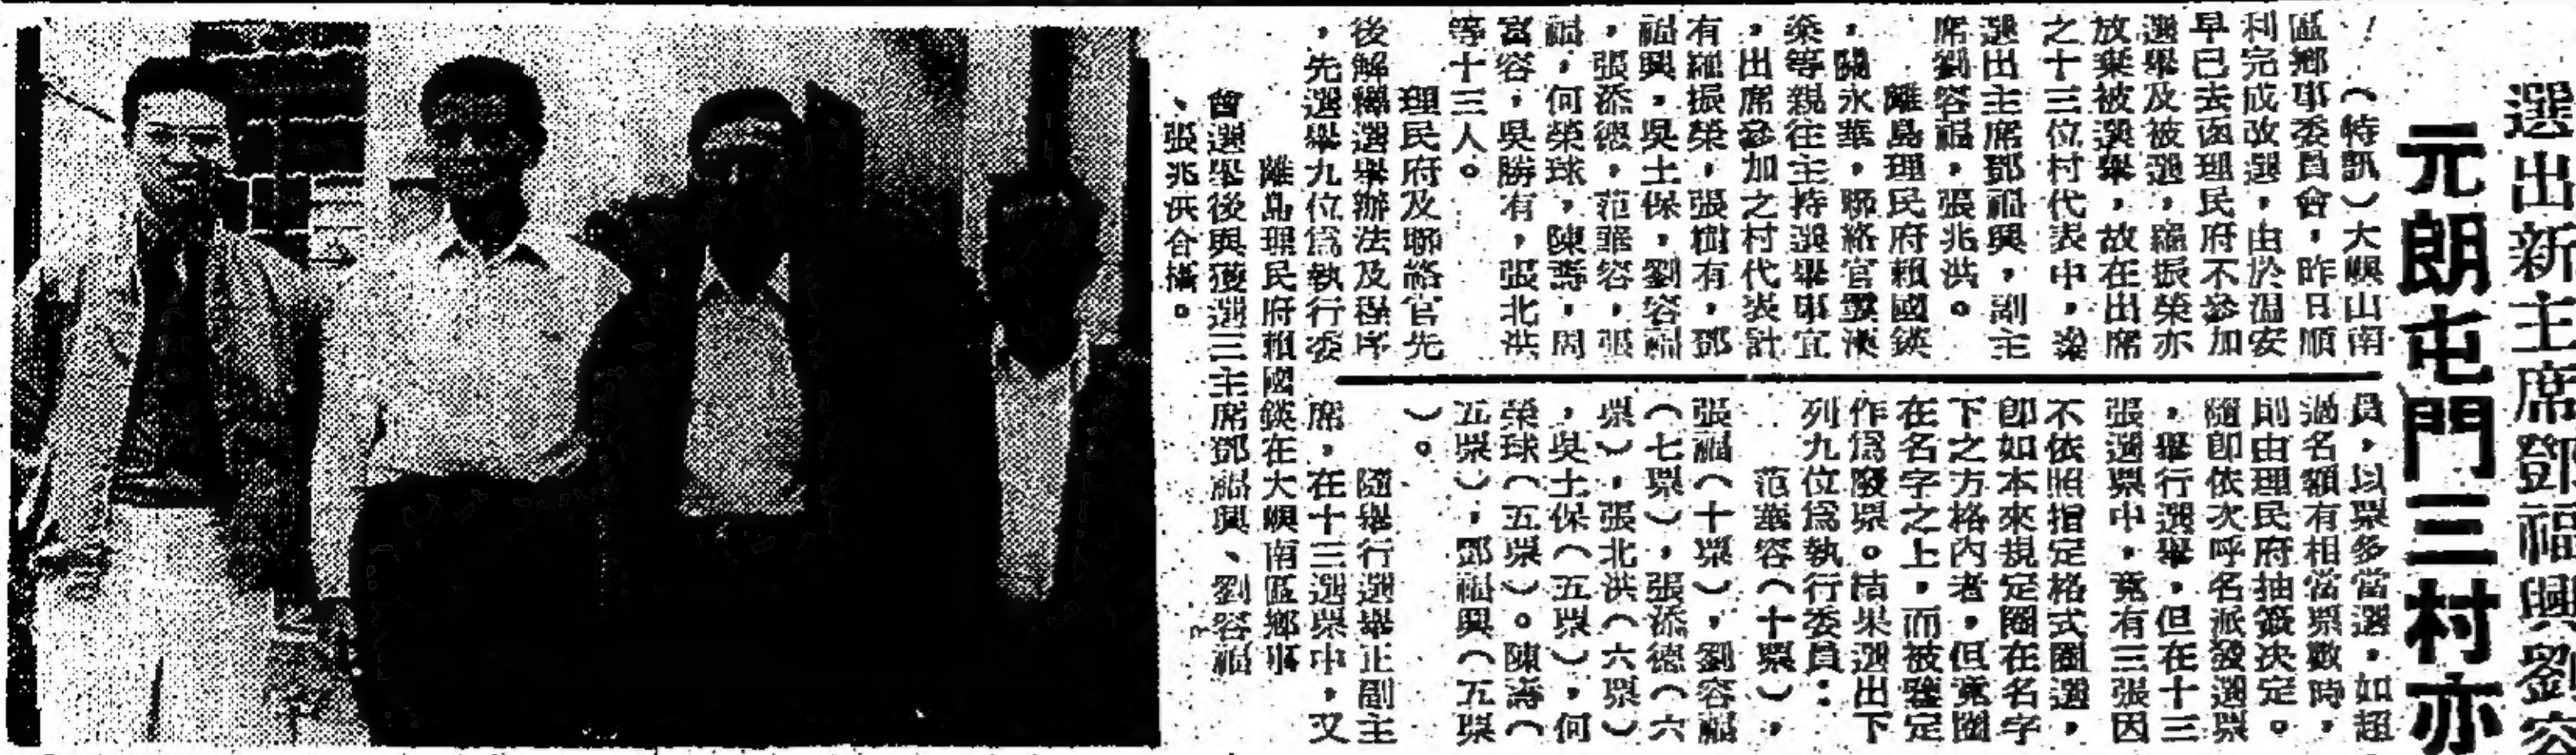 選出新主席鄧福興劉容
元朗屯門三村亦
（特訊）大嶼山南
區鄉事委員會，昨日順
利完成改選，由於温安
早已去函理民府不參加
選舉及被選，羅振榮亦
放棄被選舉，故在出席
之十三位村代表中，
選出主席鄧福興，副主
席劉容福，張兆洪。
離島理民府賴國鍈
，關永華，聯絡官
等親往主持選舉事宜
，出席參加之村代表計
有羅振榮，張樹有，鄧
福興，吳土保，劉容福
，張添德，范華容，張
福，何榮球，陳壽，周
容，吳勝有，張北洪
等十三人。
理民府及聯絡官先
後解釋選舉辦法及程序
，先選舉九位爲執行委
員，以票多當選，如超
過名額有相當票數時，
則由理民府抽籤决定。
隨即依次呼名派發選票
，舉行選舉，但在十三
張選票中，竟有三張因
不依照指定格式圈選，
即如本來規定圈在名字
下之方格內者，但竟圈
在名字之上，而被鑒定
作爲廢票。結果選出下
列九位爲執行委員：
范華容（十票），
張福（十票），劉容福
（七票），張添德（六
票），張北洪（六票）
，吳土保（五票），何
榮球（五票）。陳壽（
五票），鄧福興（五票
）。
隨舉行選舉正副主
席，在十三選票中，又
離島理民府賴國鍈在大嶼南區鄉事
會選舉後與獲選三主席鄧福興、劉容福
、張兆洪合攝。